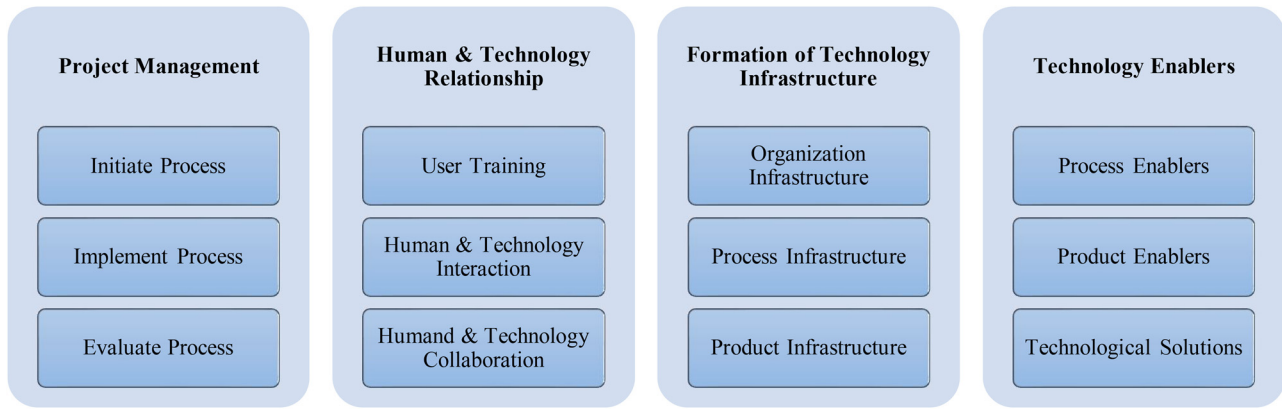 Project Management
Initiate Process
Implement Process
Evaluate Process
Human & Technology
Relationship
User Training
Human & Technology
Interaction
Humand & Technology
Collaboration
Formation of Technology
Infrastructure
Organization
Infrastructure
Process Infrastructure
Product Infrastructure
Technology Enablers
Process Enablers
Product Enablers
Technological Solutions